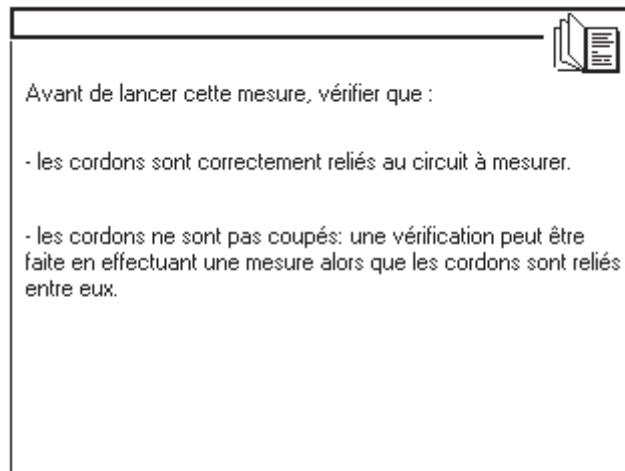 Avant de lancer cette mesure, vérifier que :
- les cordons sont correctement reliés au circuit à mesurer.
- les cordons ne sont pas coupés: une vérification peut être
faite en effectuant une mesure alors que les cordons sont reliés
entre eux.